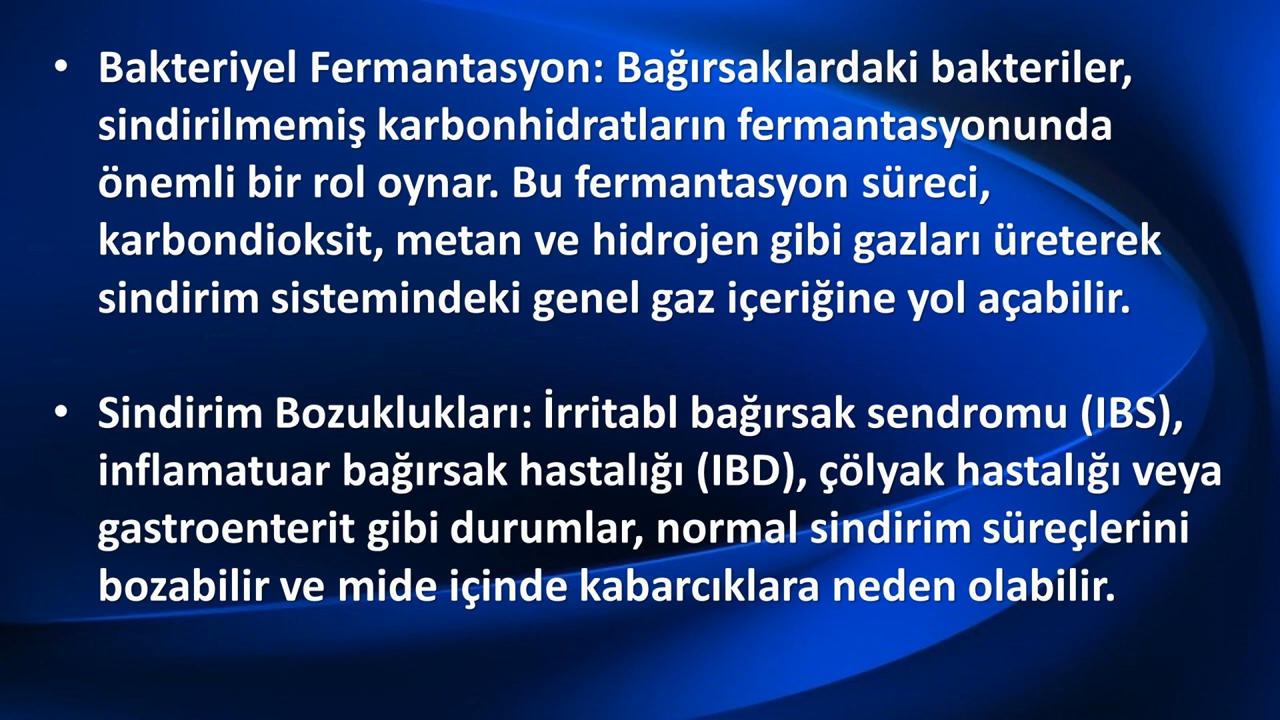 • Bakteriyel Fermantasyon: Bağırsaklardaki bakteriler,
sindirilmemiş karbonhidratların fermantasyonunda
önemli bir rol oynar. Bu fermantasyon süreci,
karbondioksit, metan ve hidrojen gibi gazları üreterek
sindirim sistemindeki genel gaz içeriğine yol açabilir.
• Sindirim Bozuklukları: İrritabl bağırsak sendromu (IBS),
inflamatuar bağırsak hastalığı (IBD), çölyak hastalığı veya
gastroenterit gibi durumlar, normal sindirim süreçlerini
bozabilir ve mide içinde kabarcıklara neden olabilir.